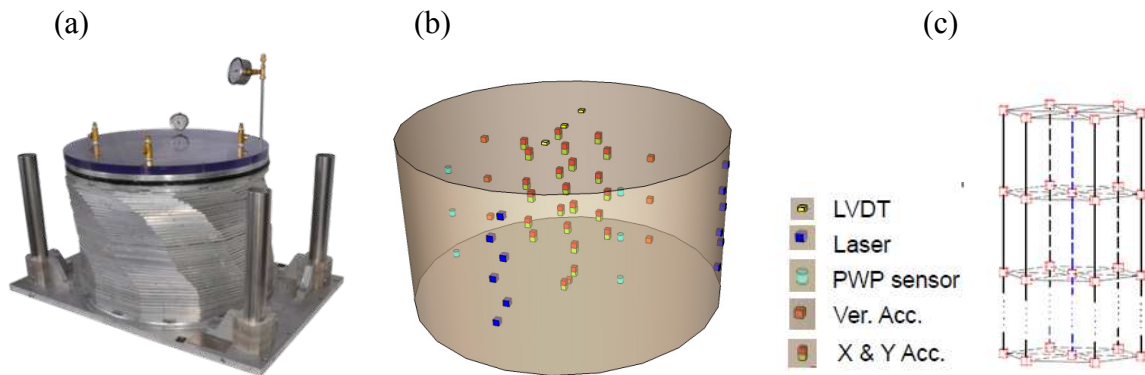 (a)
(b)
(c)
LVDT
Laser
PWP sensor
Ver. Acc.
X & Y Acc.